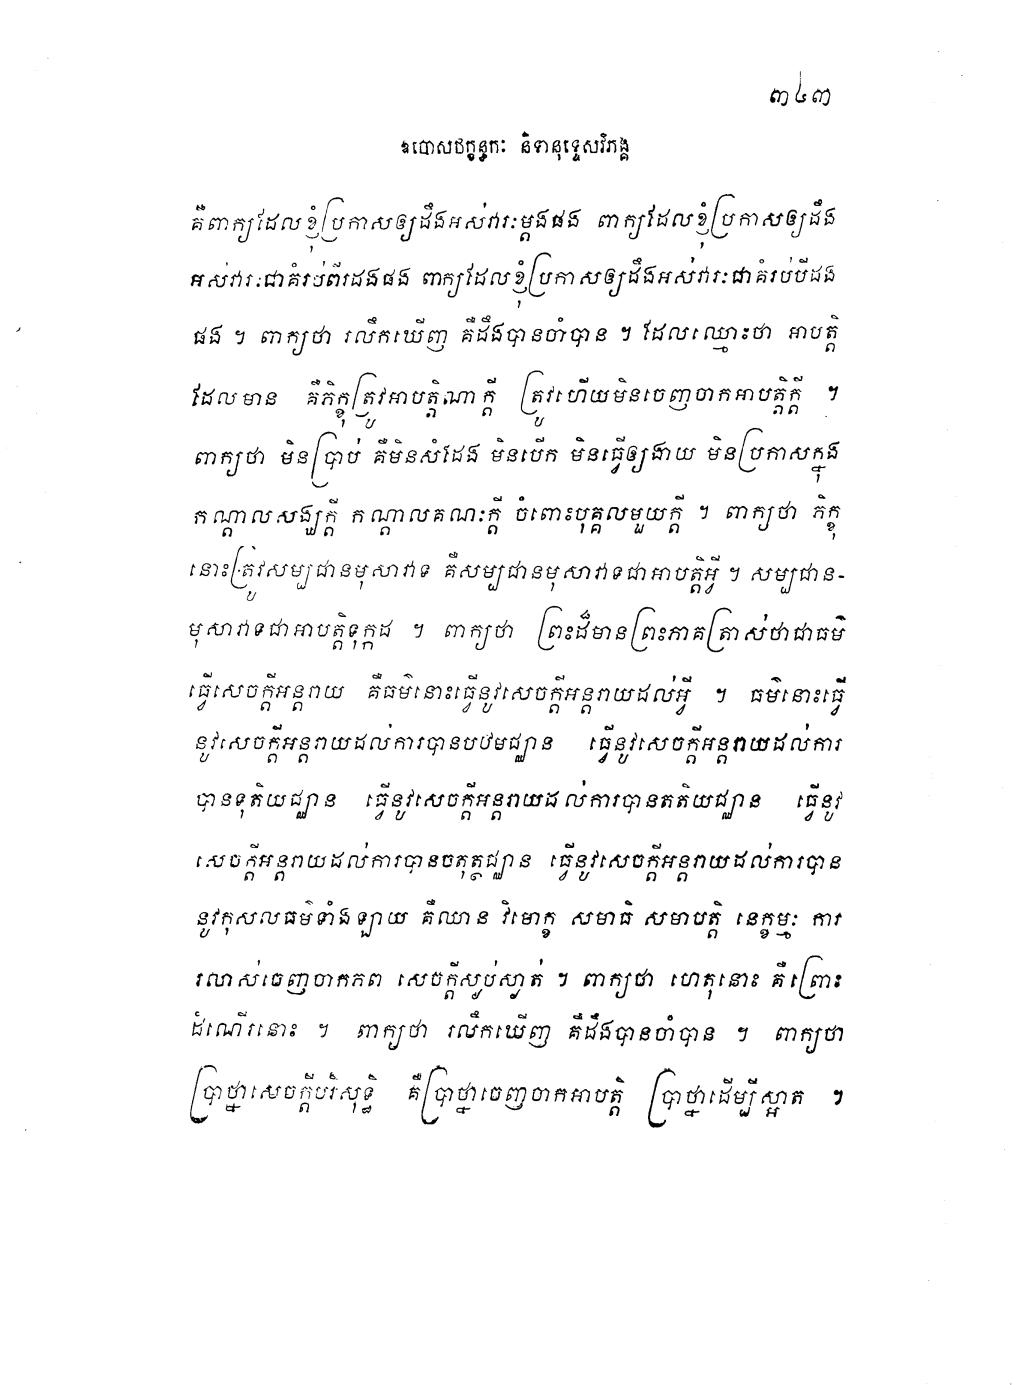 ៣៤៣
ឧបោសថក្ខន្ធកៈ និទានុទ្ទេសវិភង្គ
គឺពាក្យដែលខ្ញុំប្រកាសឲ្យដឹងអស់វារៈម្តងផង ពាក្យដែលខ្ញុំប្រកាសឲ្យដឹង
អស់វារៈជាគំរប់ពីរដងផង ពាក្យដែលខ្ញុំប្រកាសឲ្យដឹងអស់វារៈជាគំរប់បីដង
ផង ។ ពាក្យថា រលឹកឃើញ គឺដឹងបានចាំបាន ។ ដែលឈ្មោះថា អាបត្តិ
ដែលមាន គឺភិក្ខុត្រូវអាបត្តិណាក្តី ត្រូវហើយមិនចេញចាកអាបត្តិក្តី ។
ពាក្យថា មិនប្រាប់ គឺមិនសំដែង មិនបើក មិនធ្វើឲ្យងាយ មិនប្រកាសក្នុង
កណ្តាលសង្ឃក្តី កណ្តាលគណៈក្តី ចំពោះបុគ្គលមួយក្តី ។ ពាក្យថា ភិក្ខុ
នោះត្រូវសម្បជានមុសាវាទ គឺសម្បជានមុសាវាទជាអាបត្តិអ្វី ។ សម្បជាន-
មុសាវាទជាអាបត្តិទុក្កដ ។ ពាក្យថា ព្រះដ៏មានព្រះភាគត្រាស់ថាជាធម៌
ធ្វើសេចក្តីអន្តរាយ គឺធម៌នោះធ្វើនូវសេចក្តីអន្តរាយដល់អ្វី ។ ធម៌នោះធ្វើ
នូវសេចក្តីអន្តរាយដល់ការបានបឋមជ្ឈាន ធ្វើនូវសេចក្តីអន្តរាយដល់ការ
បានទុតិយជ្ឈាន ធ្វើនូវសេចក្តីអន្តរាយដល់ការបានតតិយជ្ឈាន ធ្វើនូវ
សេចក្តីអន្តរាយដល់ការបានចតុត្ថជ្ឈាន ធ្វើនូវសេចក្តីអន្តរាយដល់ការបាន
នូវកុសលធម៌ទាំងឡាយ គឺឈាន វិមោក្ខ សមាធិ សមាបត្តិ នេក្ខម្មៈ ការ
រលាស់ចេញចាកភព សេចក្តីស្ងប់ស្ងាត់ ។ ពាក្យថា ហេតុនោះ គឺព្រោះ
ដំណើរនោះ ។ ពាក្យថា រលឹកឃើញ គឺដឹងបានចាំបាន ។ ពាក្យថា
ប្រាថ្នាសេចក្តីបរិសុទ្ធិ គឺប្រាថ្នាចេញចាកអាបត្តិ ប្រាថ្នាដើម្បីស្អាត ។